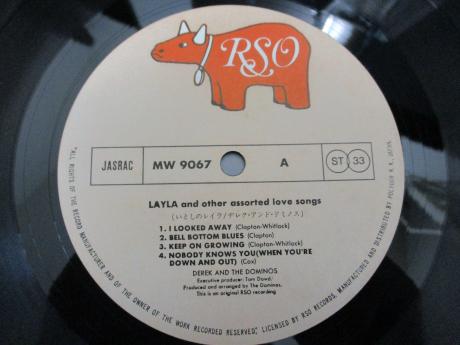 RSO
JASRAC
MW 9067
A
ST 33
LAYLA and other assorted love songs
(いとしのレイラ/デレク・アンド・ドミノス)
1. I LOOKED AWAY (Clapton-Whitlock)
2. BELL BOTTOM BLUES (Clapton)
3. KEEP ON GROWING (Clapton-Whitlock)
4. NOBODY KNOWS YOU(WHEN YOU'RE
DOWN AND OUT) (Cox)
DEREK AND THE DOMINOS
Executive producer: Tom Dowd
Produced and arranged by The Dominos.
This is an original RSO recording
"ALL RIGHTS OF THE RECORD MANUFACTURER AND OF THE OWNER OF THE WORK RECORDED RESERVED", LICENSED BY RSO RECORDS, MANUFACTURED AND DISTRIBUTED BY POLYDOR K.K., JAPAN.